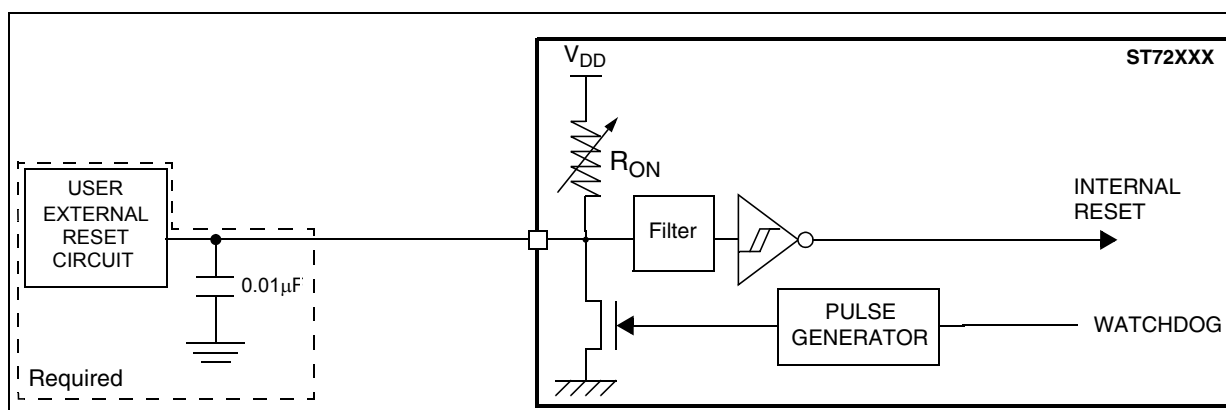 V_DD
ST72XXX
R_ON
USER
EXTERNAL
RESET
CIRCUIT
0.01μF
Required
Filter
INTERNAL
RESET
PULSE
GENERATOR
WATCHDOG